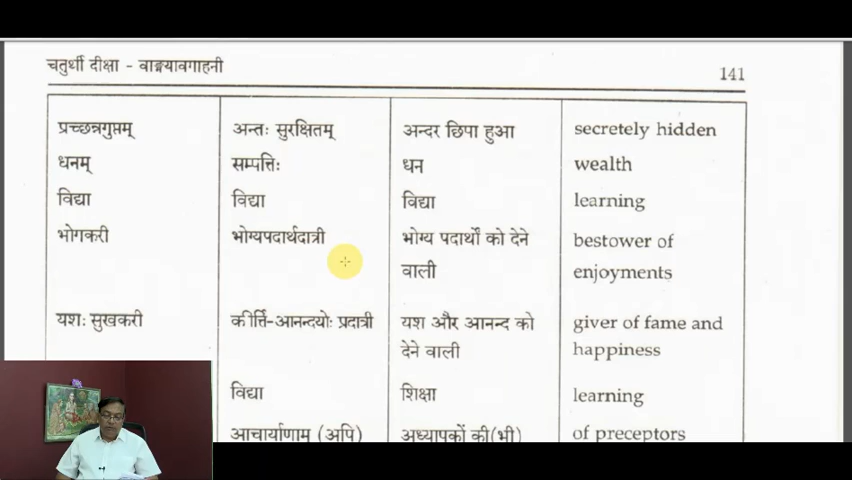 चतुर्थी दीक्षा - वाङ्मयावगाहनी 141
प्रच्छन्नगुप्तम् अन्तः सुरक्षितम् अन्दर छिपा हुआ secretely hidden
धनम् सम्पत्तिः धन wealth
विद्या विद्या विद्या learning
भोगकरी भोग्यपदार्थदात्री भोग्य पदार्थों को देने bestower of
वाली enjoyments
यशः सुखकरी कीर्त्ति-आनन्दयोः प्रदात्री यश और आनन्द को giver of fame and
देने वाली happiness
विद्या शिक्षा learning
आचार्याणाम् (अपि) अध्यापकों की(भी) of preceptors